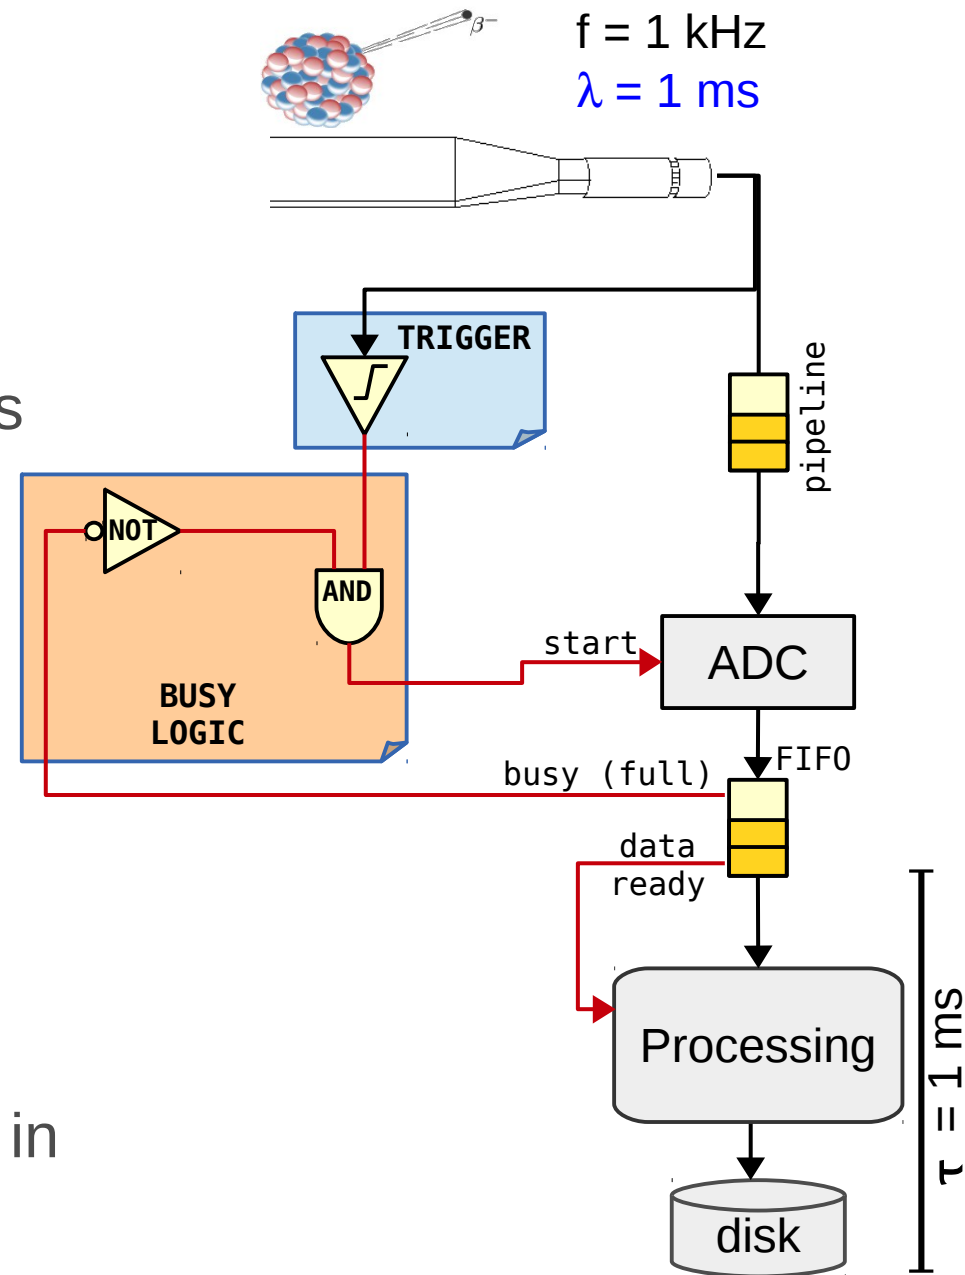 β⁻
f = 1 kHz
λ = 1 ms
TRIGGER
pipeline
s
NOT
AND
start
ADC
BUSY
LOGIC
FIFO
busy (full)
data
ready
Processing
τ = 1 ms
in
disk